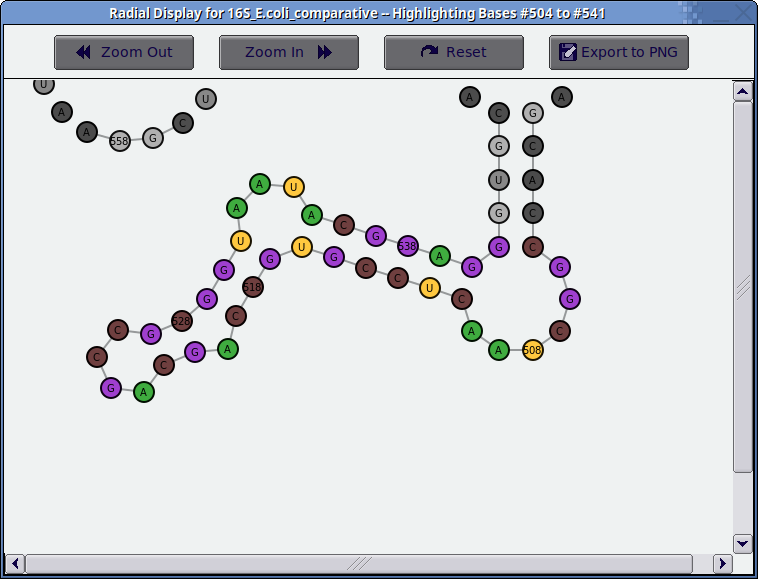 Radial Display for 16S_E.coli_comparative -- Highlighting Bases #504 to #541
Zoom Out Zoom In Reset Export to PNG
U A A 558 G C U
A C G G A
G C
U A
G C
A A U
A U A C G 538 A G G C G
U G U G C C U C G
G G 518
G 528 C
C G A G C A A 508 C
C
G A